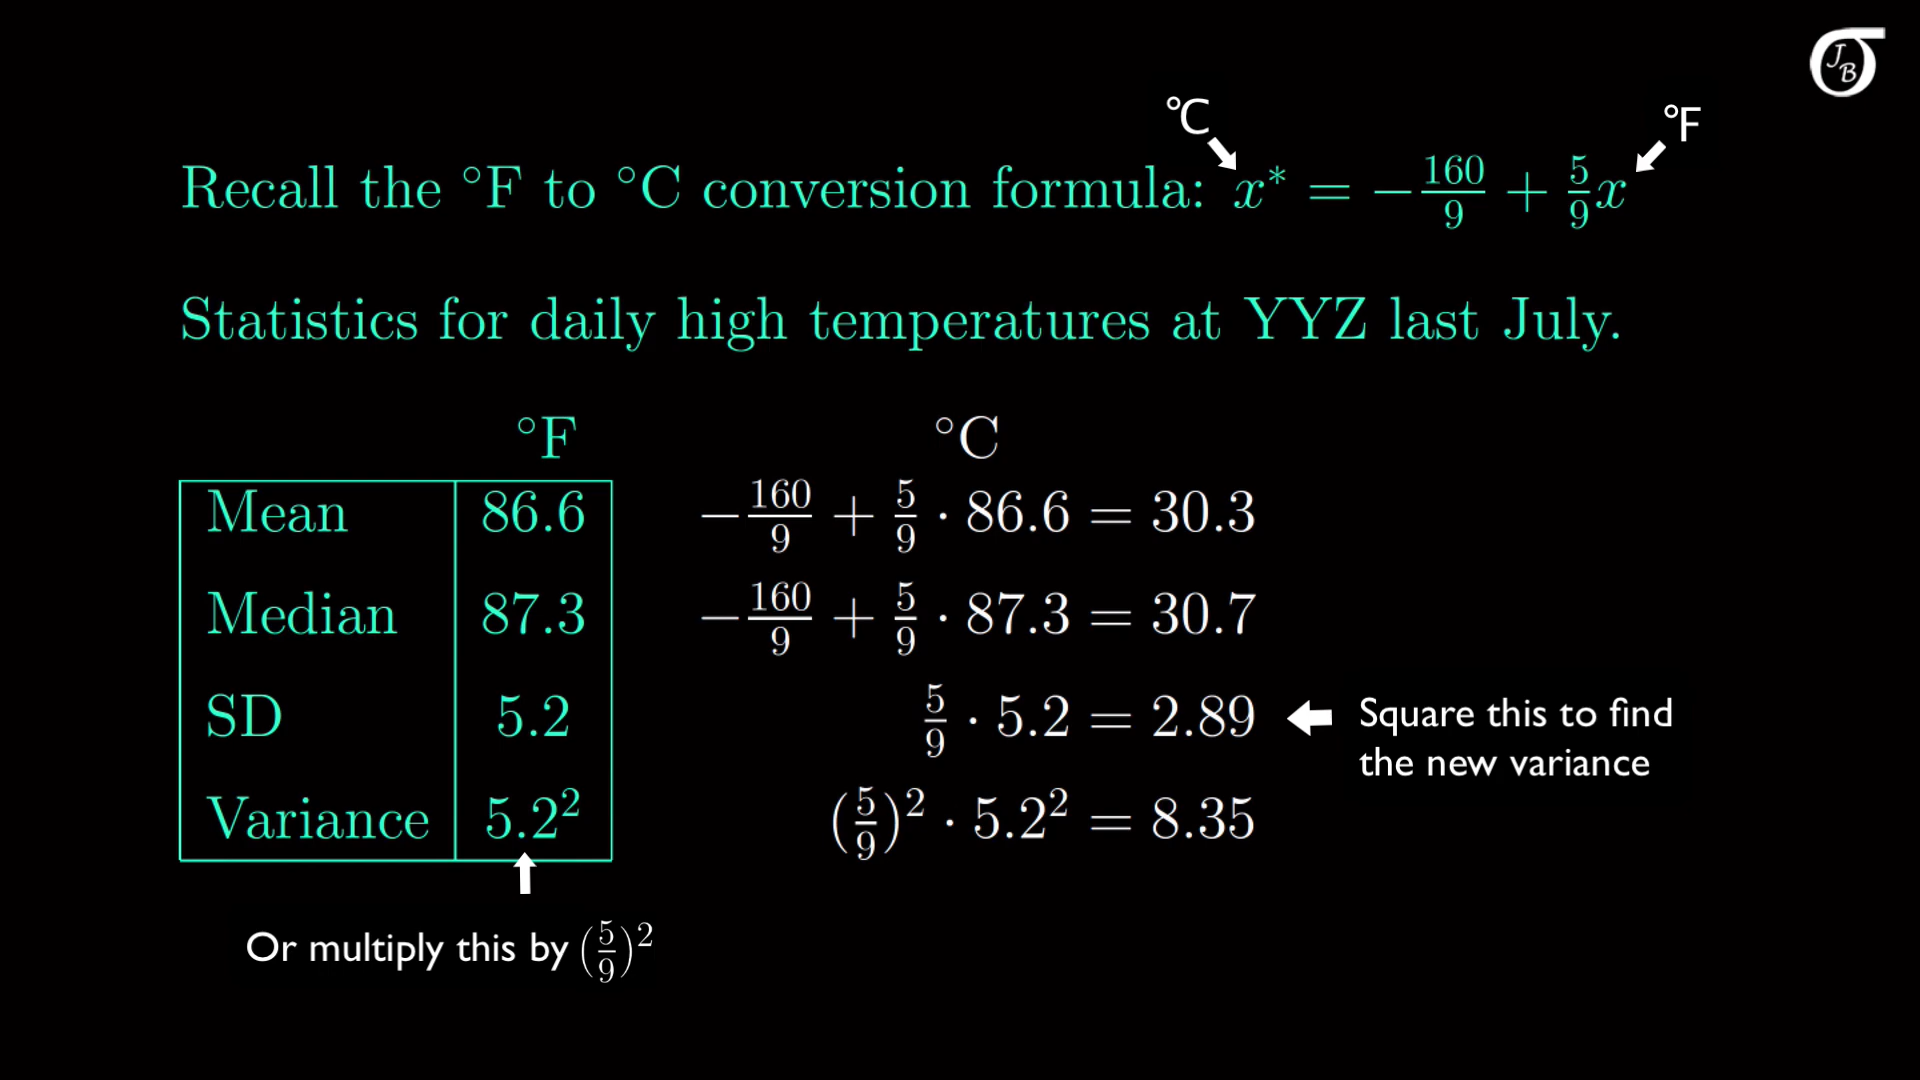 JB
°C
°F
Recall the °F to °C conversion formula: x* = −160/9 + 5/9x
Statistics for daily high temperatures at YYZ last July.
°F °C
Mean 86.6 −160/9 + 5/9 · 86.6 = 30.3
Median 87.3 −160/9 + 5/9 · 87.3 = 30.7
SD 5.2 5/9 · 5.2 = 2.89
Square this to find
the new variance
Variance 5.2² (5/9)² · 5.2² = 8.35
Or multiply this by (5/9)²